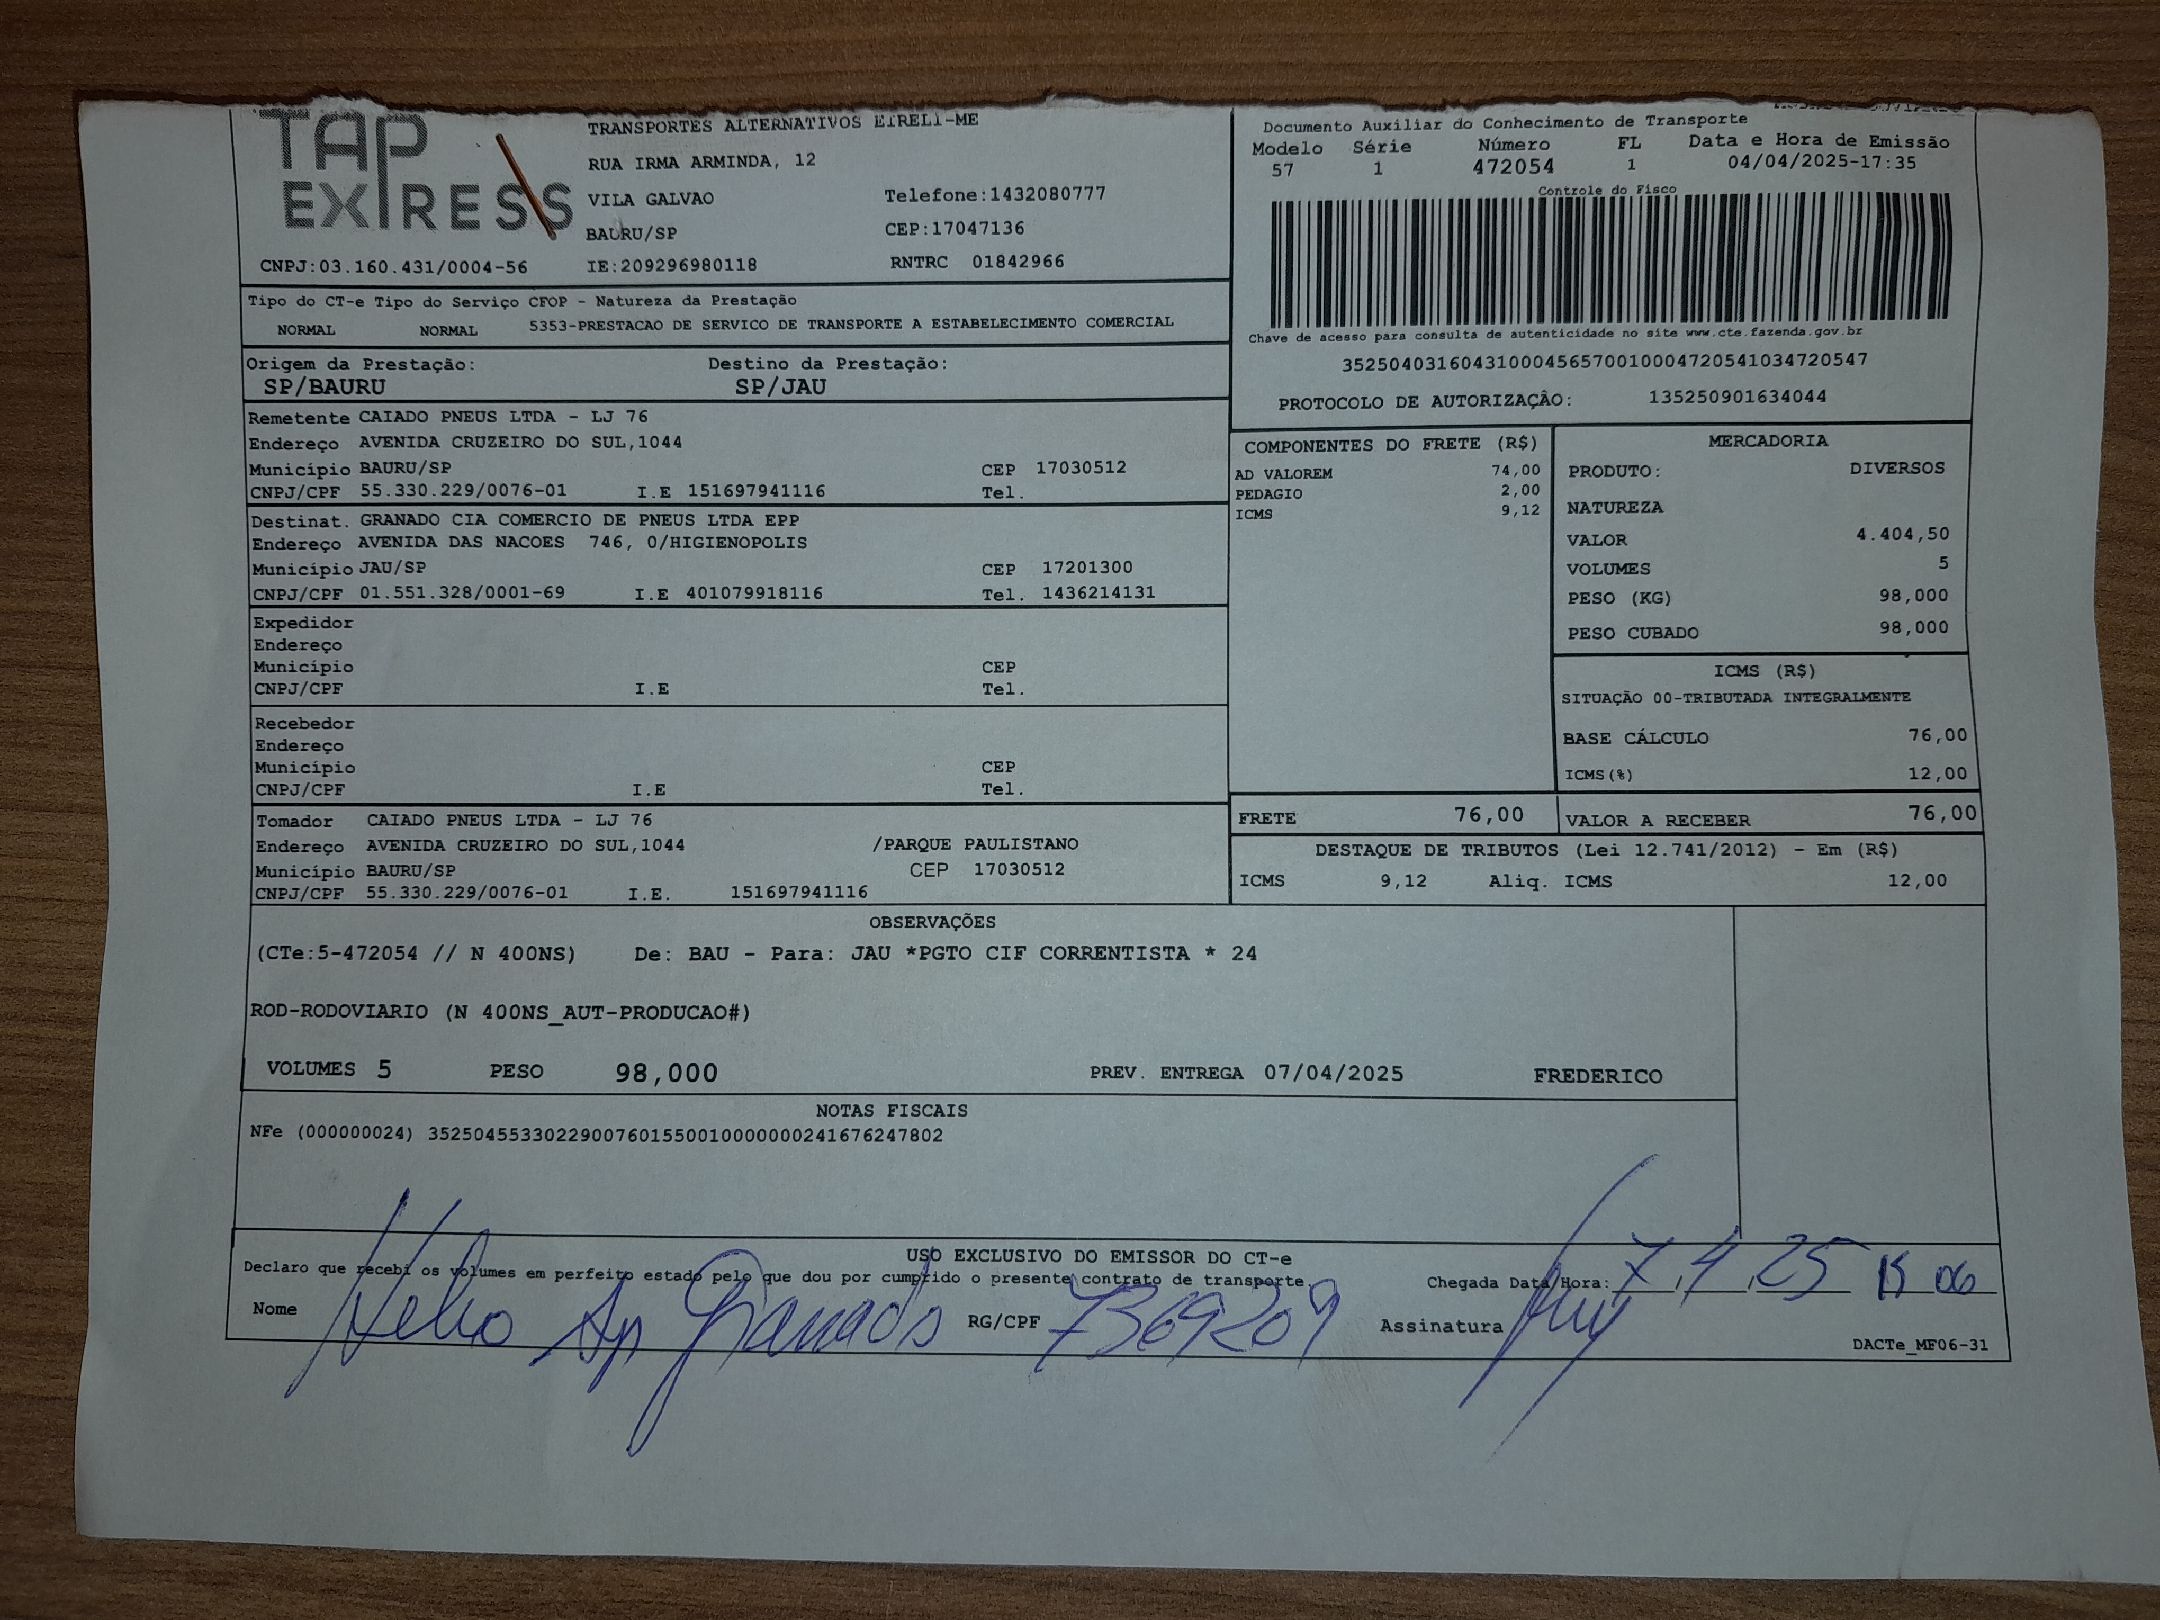 TAP
EXPRESS
TRANSPORTES ALTERNATIVOS EIRELI-ME
RUA IRMA ARMINDA, 12
VILA GALVAO Telefone:1432080777
BAURU/SP CEP:17047136
CNPJ:03.160.431/0004-56 IE:209296980118 RNTRC 01842966
Documento Auxiliar do Conhecimento de Transporte
Modelo Série Número FL Data e Hora de Emissão
57 1 472054 1 04/04/2025-17:35
Controle do Fisco
Chave de acesso para consulta de autenticidade no site www.cte.fazenda.gov.br
35250403160431000456570010004720541034720547
PROTOCOLO DE AUTORIZAÇÃO: 135250901634044
Tipo do CT-e Tipo do Serviço CFOP - Natureza da Prestação
NORMAL NORMAL 5353-PRESTACAO DE SERVICO DE TRANSPORTE A ESTABELECIMENTO COMERCIAL
Origem da Prestação: Destino da Prestação:
SP/BAURU SP/JAU
Remetente CAIADO PNEUS LTDA - LJ 76
Endereço AVENIDA CRUZEIRO DO SUL,1044
Município BAURU/SP CEP 17030512
CNPJ/CPF 55.330.229/0076-01 I.E 151697941116 Tel.
Destinat. GRANADO CIA COMERCIO DE PNEUS LTDA EPP
Endereço AVENIDA DAS NACOES 746, 0/HIGIENOPOLIS
Município JAU/SP CEP 17201300
CNPJ/CPF 01.551.328/0001-69 I.E 401079918116 Tel. 1436214131
Expedidor
Endereço
Município CEP
CNPJ/CPF I.E Tel.
Recebedor
Endereço
Município CEP
CNPJ/CPF I.E Tel.
Tomador CAIADO PNEUS LTDA - LJ 76
Endereço AVENIDA CRUZEIRO DO SUL,1044 /PARQUE PAULISTANO
Município BAURU/SP CEP 17030512
CNPJ/CPF 55.330.229/0076-01 I.E. 151697941116
COMPONENTES DO FRETE (R$)
AD VALOREM 74,00
PEDAGIO 2,00
ICMS 9,12
MERCADORIA
PRODUTO: DIVERSOS
NATUREZA
VALOR 4.404,50
VOLUMES 5
PESO (KG) 98,000
PESO CUBADO 98,000
ICMS (R$)
SITUAÇÃO 00-TRIBUTADA INTEGRALMENTE
BASE CÁLCULO 76,00
ICMS(%) 12,00
FRETE 76,00 VALOR A RECEBER 76,00
DESTAQUE DE TRIBUTOS (Lei 12.741/2012) - Em (R$)
ICMS 9,12 Aliq. ICMS 12,00
OBSERVAÇÕES
(CTe:5-472054 // N 400NS) De: BAU - Para: JAU *PGTO CIF CORRENTISTA * 24
ROD-RODOVIARIO (N 400NS_AUT-PRODUCAO#)
VOLUMES 5 PESO 98,000 PREV. ENTREGA 07/04/2025 FREDERICO
NOTAS FISCAIS
NFe (000000024) 35250455330229007601550010000000241676247802
USO EXCLUSIVO DO EMISSOR DO CT-e
Declaro que recebi os volumes em perfeito estado pelo que dou por cumprido o presente contrato de transporte.
Chegada Data/Hora: 7 4 25 15 06
Nome Helio Ap Granado RG/CPF 7369209 Assinatura
DACTe_MF06-31